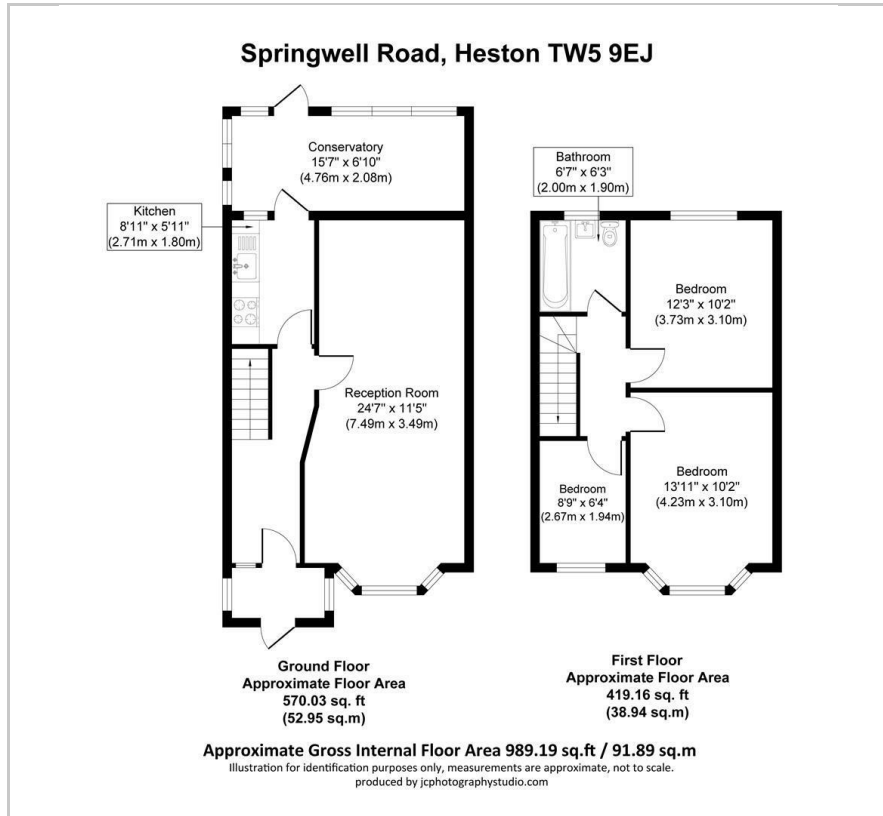 Springwell Road, Heston TW5 9EJ
Conservatory
15'7" x 6'10"
(4.76m x 2.08m)
Kitchen
8'11" x 5'11"
(2.71m x 1.80m)
Reception Room
24'7" x 11'5"
(7.49m x 3.49m)
Ground Floor
Approximate Floor Area
570.03 sq. ft
(52.95 sq.m)
Bathroom
6'7" x 6'3"
(2.00m x 1.90m)
Bedroom
12'3" x 10'2"
(3.73m x 3.10m)
Bedroom
13'11" x 10'2"
(4.23m x 3.10m)
Bedroom
8'9" x 6'4"
(2.67m x 1.94m)
First Floor
Approximate Floor Area
419.16 sq. ft
(38.94 sq.m)
Approximate Gross Internal Floor Area 989.19 sq.ft / 91.89 sq.m
Illustration for identification purposes only, measurements are approximate, not to scale.
produced by jcphotographystudio.com